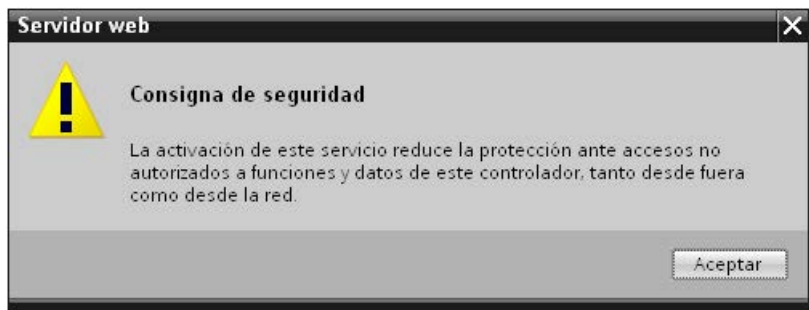 Servidor web
Consigna de seguridad
La activación de este servicio reduce la protección ante accesos no
autorizados a funciones y datos de este controlador, tanto desde fuera
como desde la red.
Aceptar